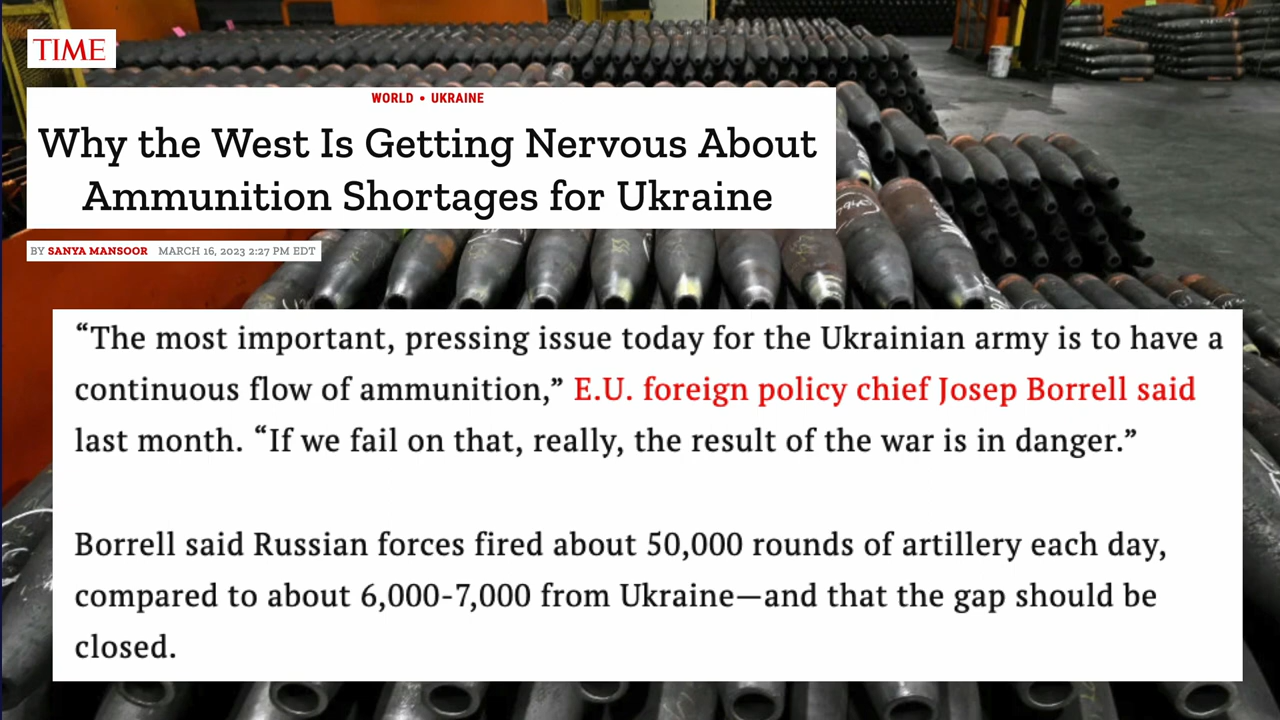 TIME
WORLD • UKRAINE
Why the West Is Getting Nervous About
Ammunition Shortages for Ukraine
BY SANYA MANSOOR MARCH 16, 2023 2:27 PM EDT
“The most important, pressing issue today for the Ukrainian army is to have a
continuous flow of ammunition,” E.U. foreign policy chief Josep Borrell said
last month. “If we fail on that, really, the result of the war is in danger.”
Borrell said Russian forces fired about 50,000 rounds of artillery each day,
compared to about 6,000-7,000 from Ukraine—and that the gap should be
closed.